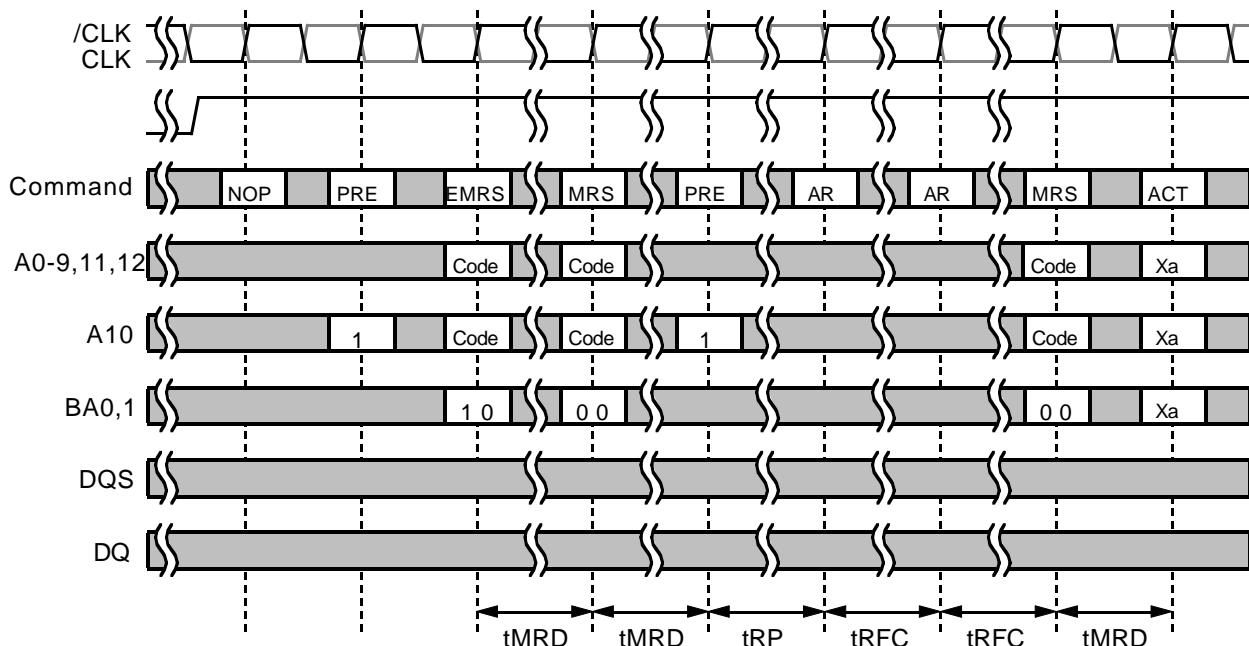 /CLK
CLK
Command NOP PRE EMRS MRS PRE AR AR MRS ACT
A0-9,11,12 Code Code Code Xa
A10 1 Code Code 1 Code Xa
BA0,1 1 0 0 0 0 0 Xa
DQS
DQ
tMRD tMRD tRP tRFC tRFC tMRD